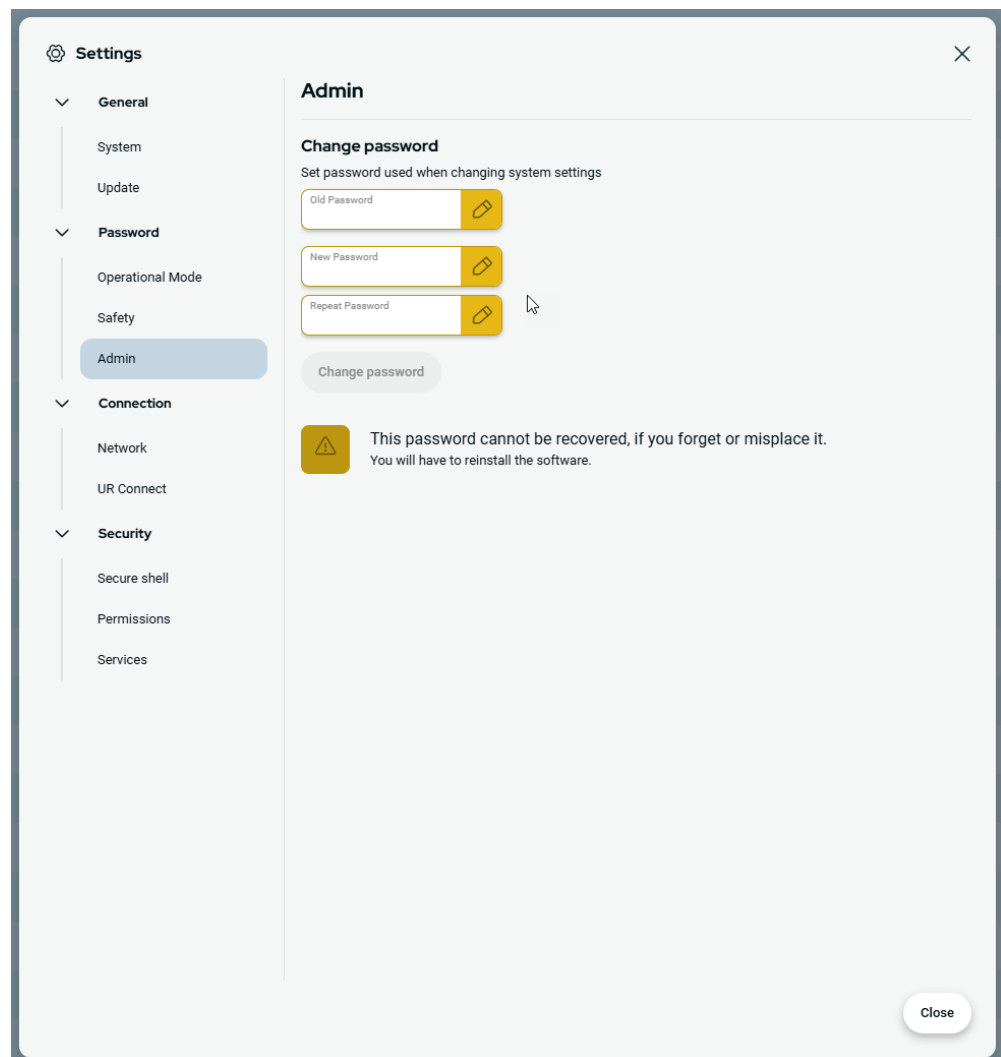 Settings
General
System
Update
Password
Operational Mode
Safety
Admin
Connection
Network
UR Connect
Security
Secure shell
Permissions
Services
Admin
Change password
Set password used when changing system settings
Old Password
New Password
Repeat Password
Change password
This password cannot be recovered, if you forget or misplace it.
You will have to reinstall the software.
Close